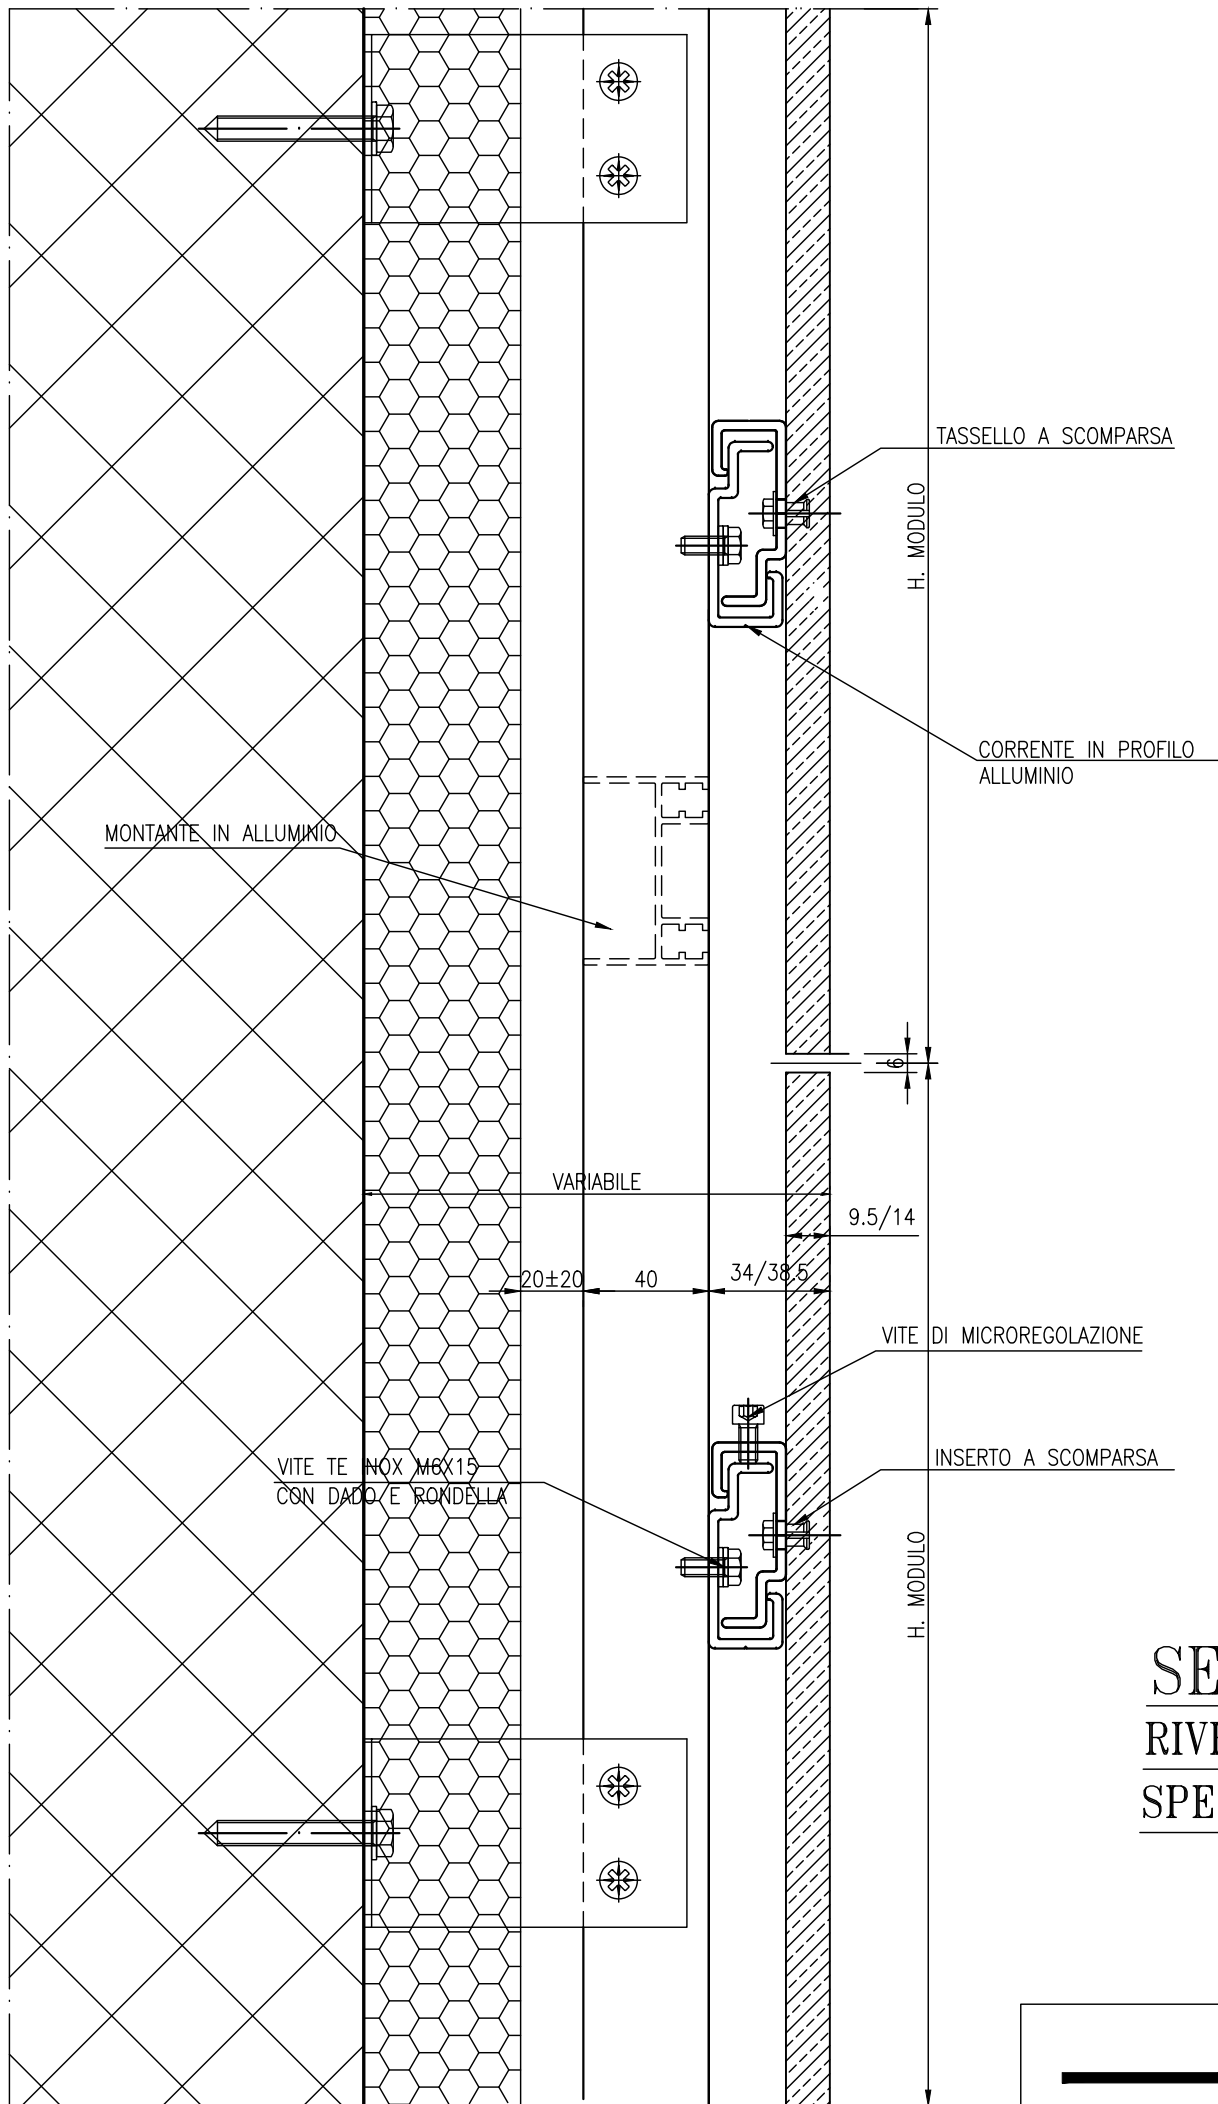 TASSELLO A SCOMPARSA
H. MODULO
CORRENTE IN PROFILO
ALLUMINIO
MONTANTE IN ALLUMINIO
6
VARIABILE
9.5/14
20±20
40
34/38.5
VITE DI MICROREGOLAZIONE
VITE TE INOX M6X15
CON DADO E RONDELLA
INSERTO A SCOMPARSA
H. MODULO
SE
RIVE
SPE